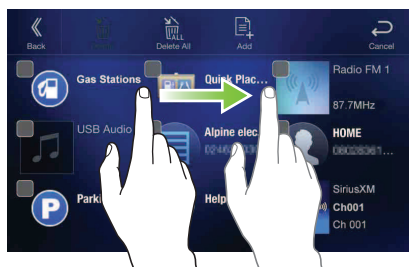 Back
ALL
Delete All
Add
Cancel
Gas Stations
Quick Plac...
Radio FM 1
87.7MHz
USB Audio
Alpine elec
HOME
P
Parki
Help
SiriusXM
Ch001
Ch 001